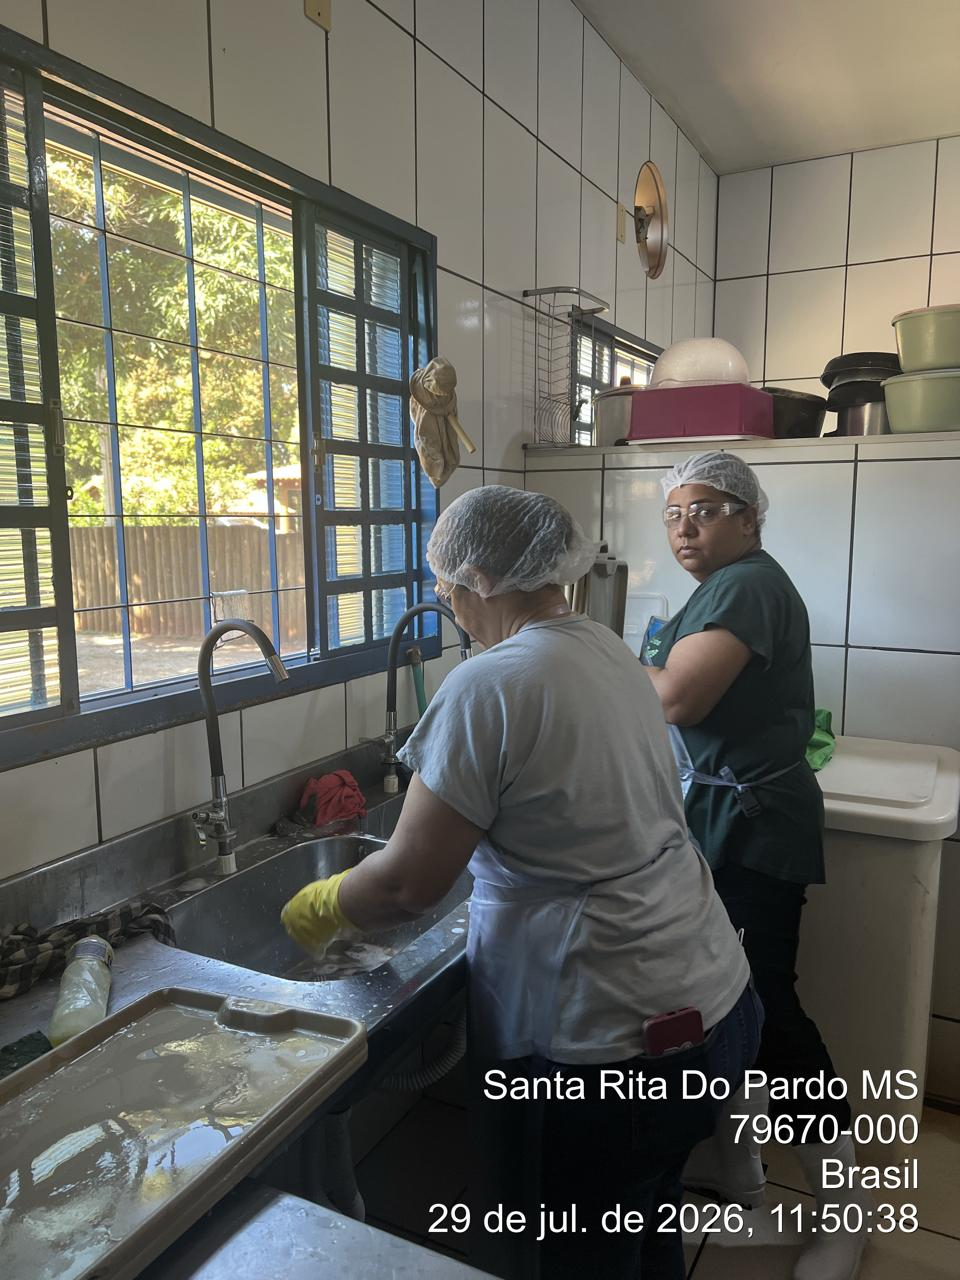 Santa Rita Do Pardo MS
79670-000
Brasil
29 de jul. de 2026, 11:50:38